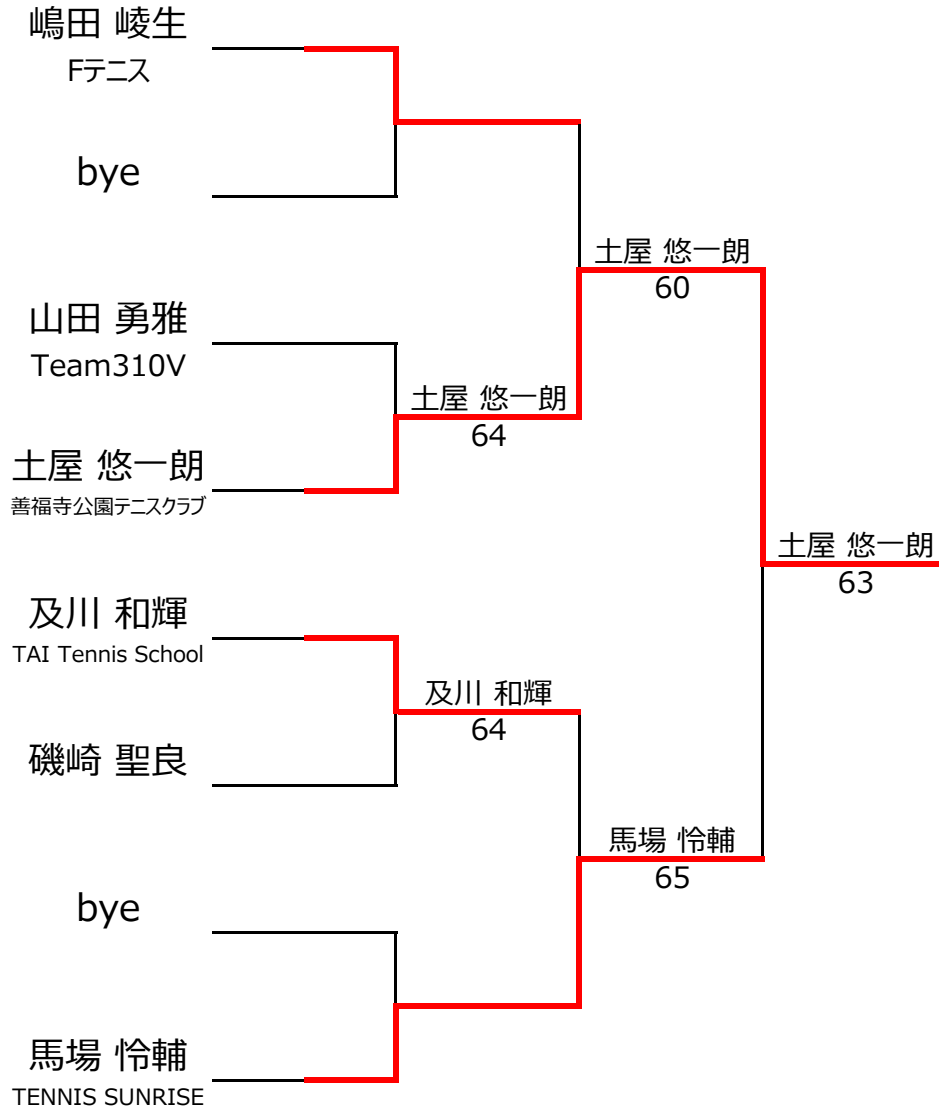 嶋田 崚生
Fテニス
bye
土屋 悠一朗
60
山田 勇雅
Team310V
土屋 悠一朗
64
土屋 悠一朗
善福寺公園テニスクラブ
土屋 悠一朗
63
及川 和輝
TAI Tennis School
及川 和輝
64
磯崎 聖良
馬場 怜輔
65
bye
馬場 怜輔
TENNIS SUNRISE